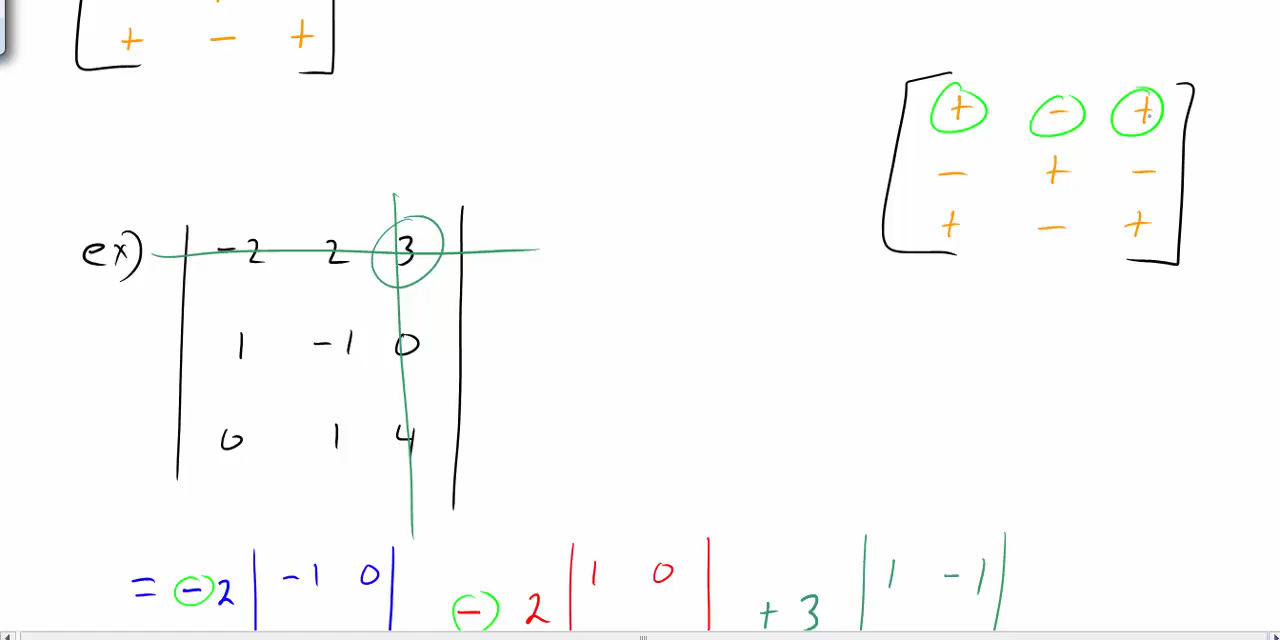 + - +
+ - +
- + -
+ - +
ex) -2 2 3
1 -1 0
0 1 4
= -2 | -1 0 | - 2 | 1 0 | + 3 | 1 -1 |